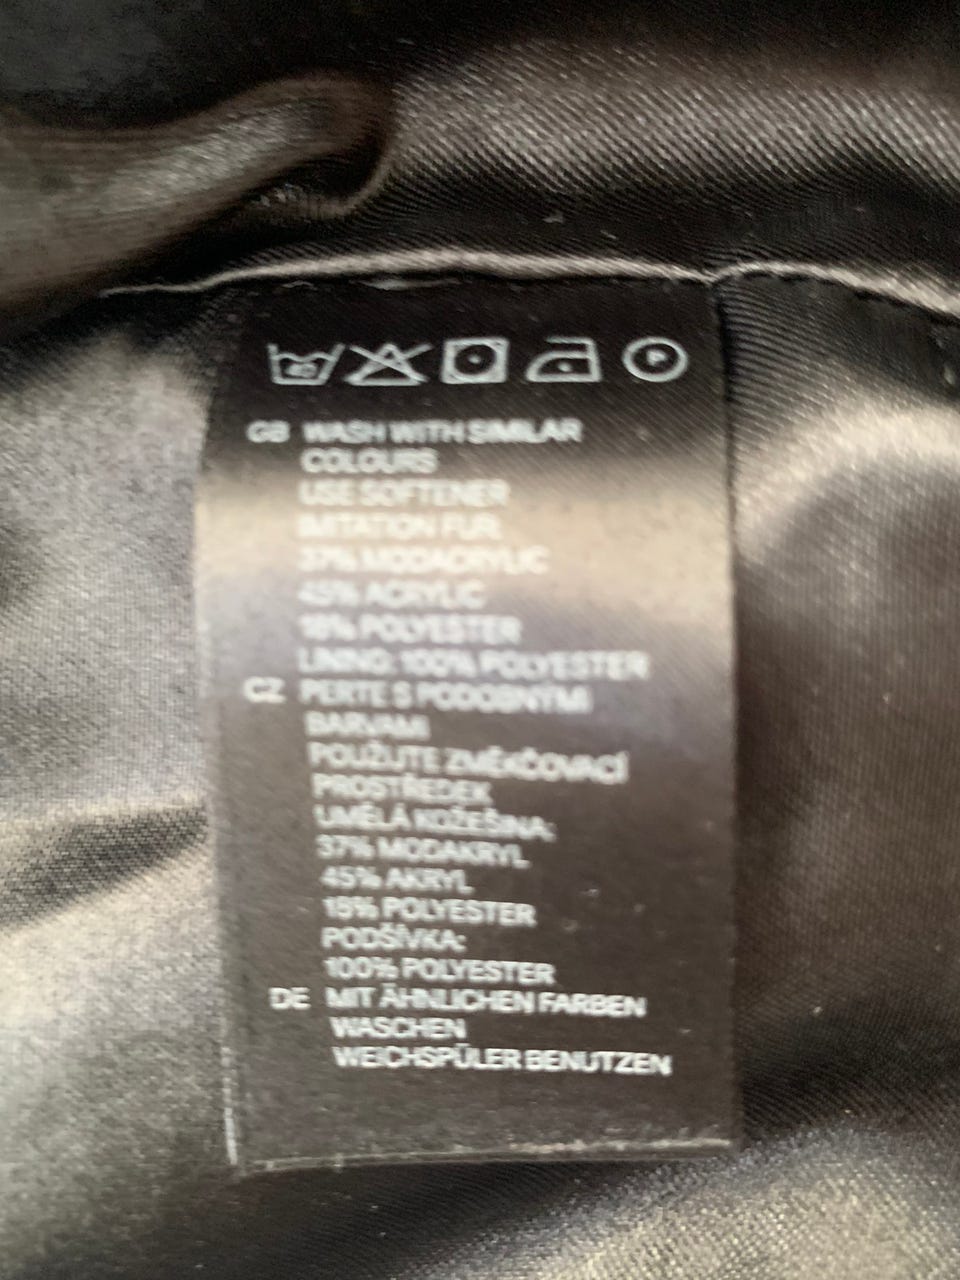 40
P
GB WASH WITH SIMILAR
COLOURS
USE SOFTENER
IMITATION FUR:
37% MODACRYLIC
45% ACRYLIC
18% POLYESTER
LINING: 100% POLYESTER
CZ PERTE S PODOBNÝMI
BARVAMI
POUŽIJTE ZMĚKČOVACÍ
PROSTŘEDEK
UMĚLÁ KOŽEŠINA:
37% MODAKRYL
45% AKRYL
18% POLYESTER
PODŠÍVKA:
100% POLYESTER
DE MIT ÄHNLICHEN FARBEN
WASCHEN
WEICHSPÜLER BENUTZEN